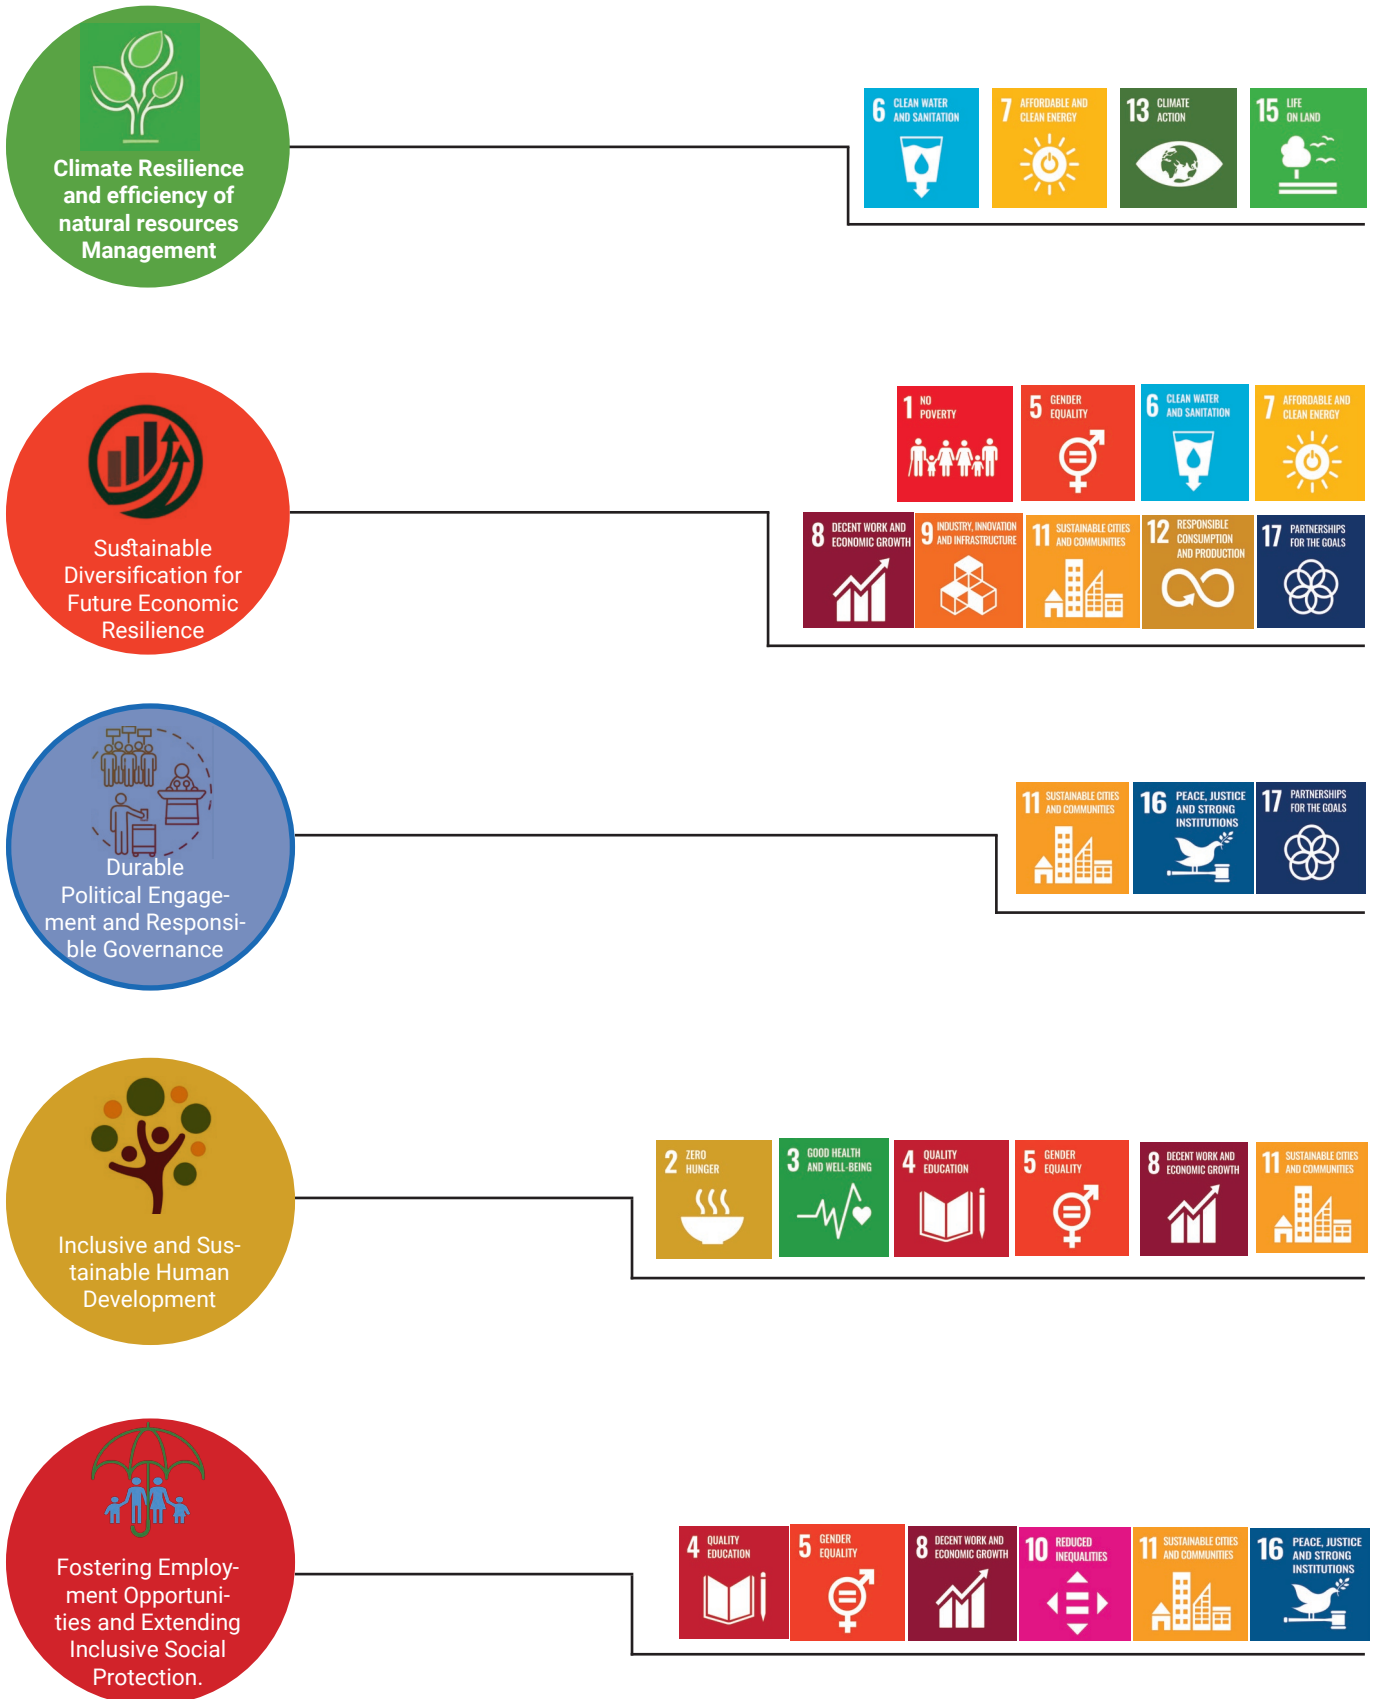 Climate Resilience
and efficiency of
natural resources
Management
6 CLEAN WATER
AND SANITATION
7 AFFORDABLE AND
CLEAN ENERGY
13 CLIMATE
ACTION
15 LIFE
ON LAND
Sustainable
Diversification for
Future Economic
Resilience
1 NO
POVERTY
5 GENDER
EQUALITY
6 CLEAN WATER
AND SANITATION
7 AFFORDABLE AND
CLEAN ENERGY
8 DECENT WORK AND
ECONOMIC GROWTH
9 INDUSTRY, INNOVATION
AND INFRASTRUCTURE
11 SUSTAINABLE CITIES
AND COMMUNITIES
12 RESPONSIBLE
CONSUMPTION
AND PRODUCTION
17 PARTNERSHIPS
FOR THE GOALS
Durable
Political Engage-
ment and Responsi-
ble Governance
11 SUSTAINABLE CITIES
AND COMMUNITIES
16 PEACE, JUSTICE
AND STRONG
INSTITUTIONS
17 PARTNERSHIPS
FOR THE GOALS
Inclusive and Sus-
tainable Human
Development
2 ZERO
HUNGER
3 GOOD HEALTH
AND WELL-BEING
4 QUALITY
EDUCATION
5 GENDER
EQUALITY
8 DECENT WORK AND
ECONOMIC GROWTH
11 SUSTAINABLE CITIES
AND COMMUNITIES
Fostering Employ-
ment Opportuni-
ties and Extending
Inclusive Social
Protection.
4 QUALITY
EDUCATION
5 GENDER
EQUALITY
8 DECENT WORK AND
ECONOMIC GROWTH
10 REDUCED
INEQUALITIES
11 SUSTAINABLE CITIES
AND COMMUNITIES
16 PEACE, JUSTICE
AND STRONG
INSTITUTIONS